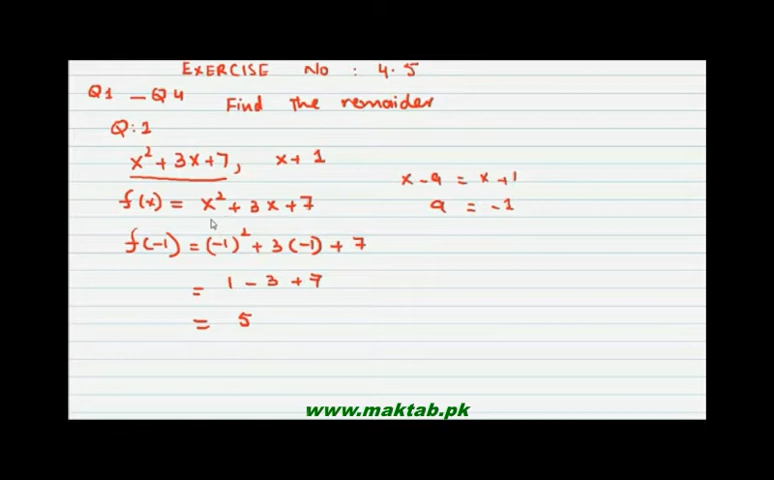 EXERCISE No : 4.5
Q1 – Q4 Find the remaider
Q:1
x² + 3x + 7, x + 1
x - a = x + 1
f(x) = x² + 3x + 7
a = -1
f(-1) = (-1)² + 3(-1) + 7
= 1 - 3 + 7
= 5
www.maktab.pk